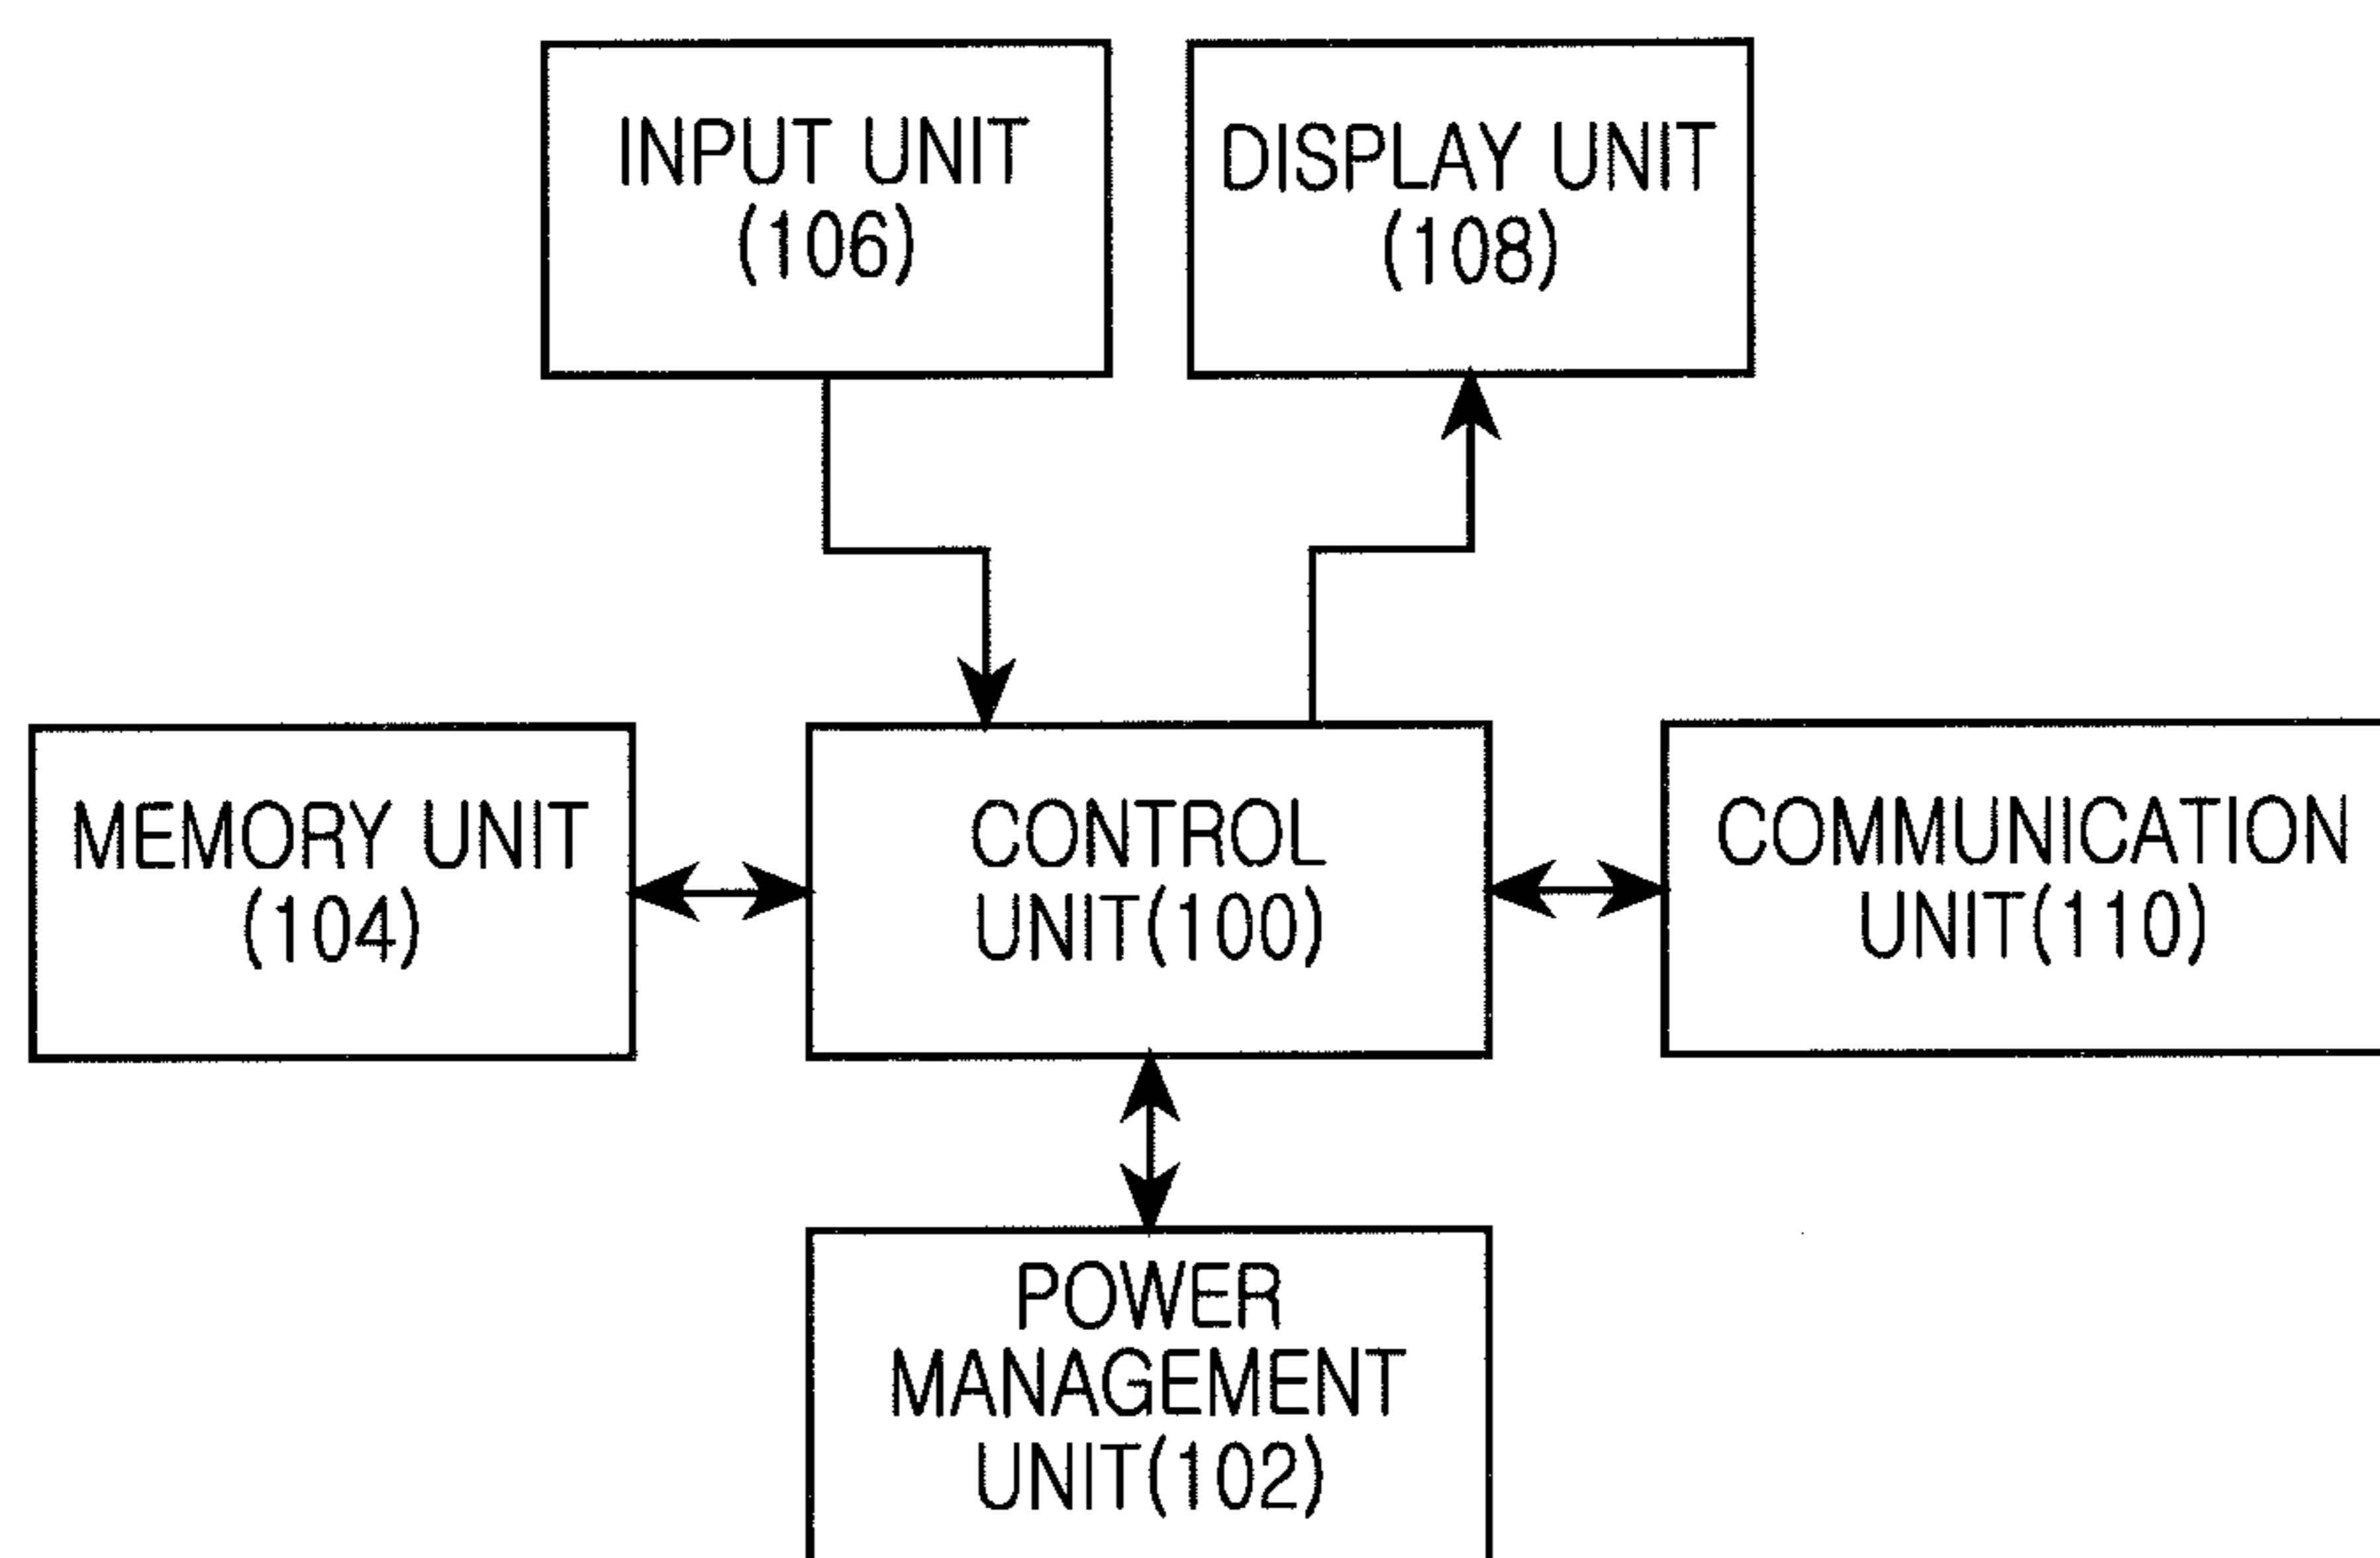 INPUT UNIT
(106)
DISPLAY UNIT
(108)
MEMORY UNIT
(104)
CONTROL
UNIT(100)
COMMUNICATION
UNIT(110)
POWER
MANAGEMENT
UNIT(102)